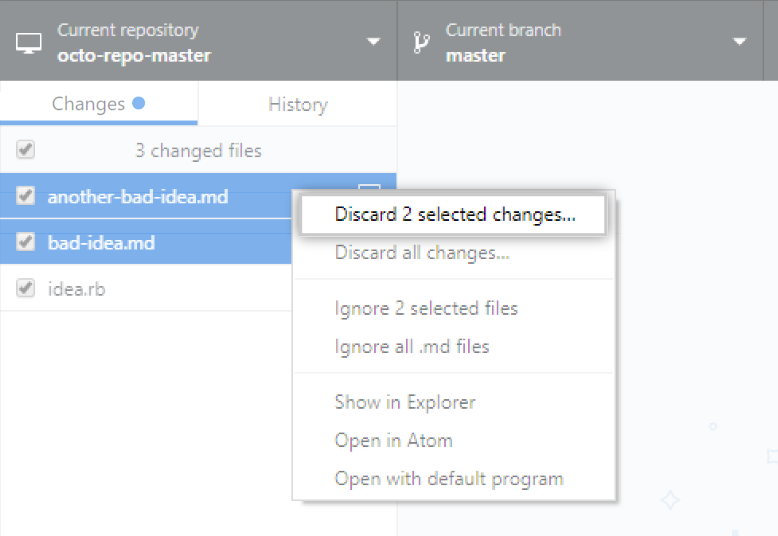 Current repository
octo-repo-master
Current branch
master
Changes
History
3 changed files
another-bad-idea.md
bad-idea.md
idea.rb
Discard 2 selected changes...
Discard all changes...
Ignore 2 selected files
Ignore all .md files
Show in Explorer
Open in Atom
Open with default program